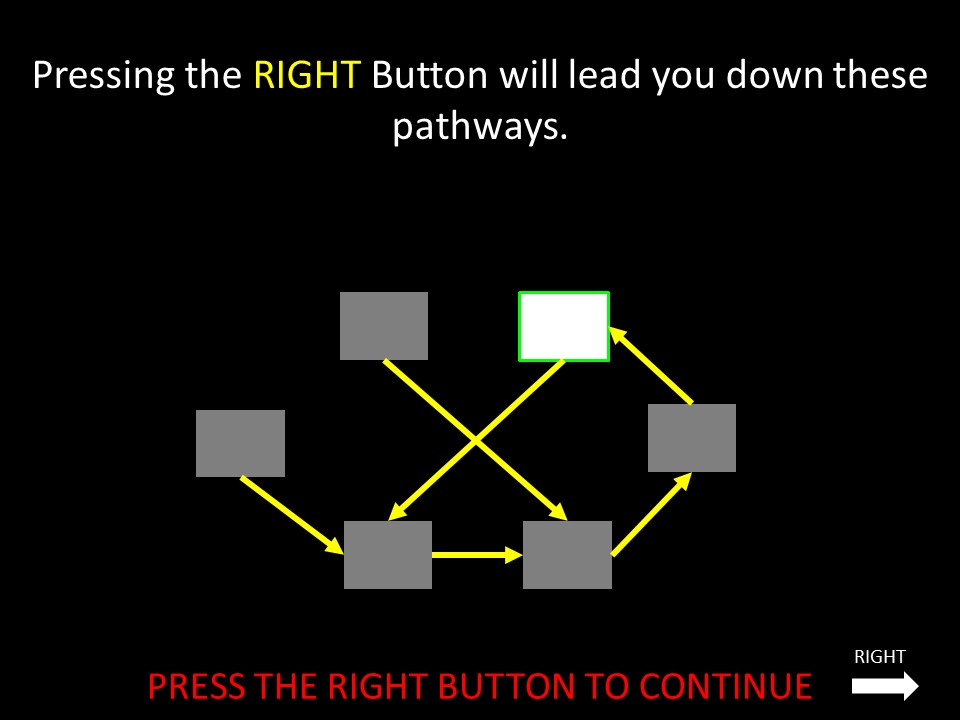 Pressing the RIGHT Button will lead you down these
pathways.
RIGHT
PRESS THE RIGHT BUTTON TO CONTINUE